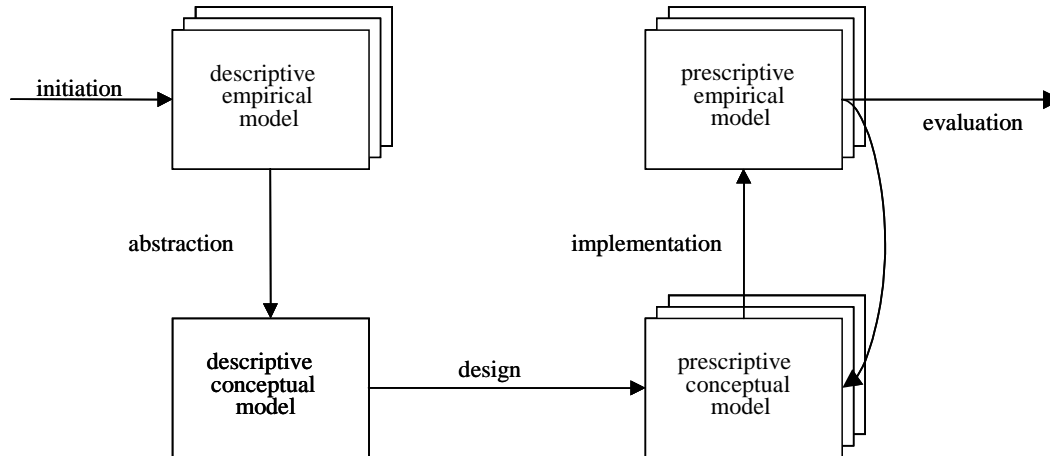 initiation
descriptive
empirical
model
prescriptive
empirical
model
evaluation
abstraction
implementation
descriptive
conceptual
model
design
prescriptive
conceptual
model